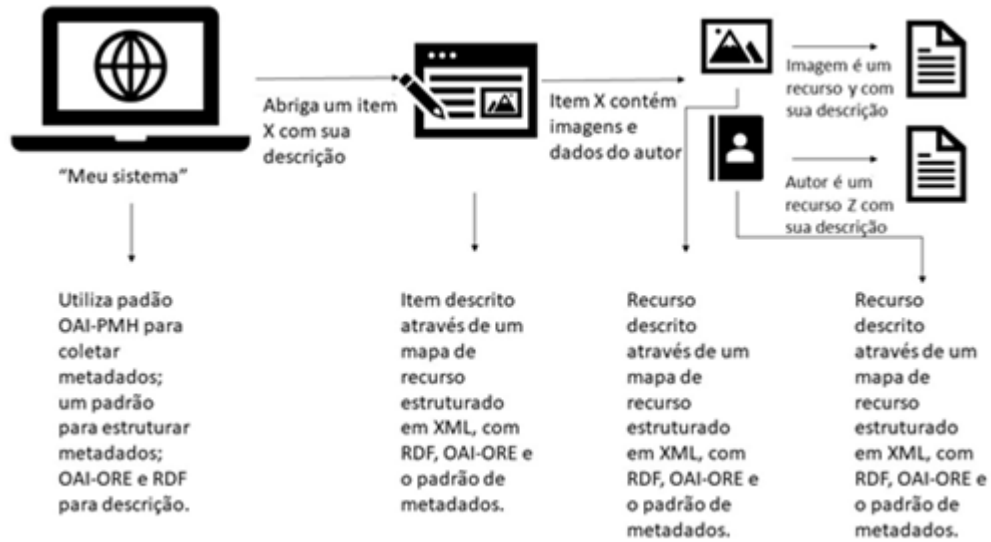 "Meu sistema"
Abriga um item
X com sua
descrição
Item X contém
imagens e
dados do autor
Imagem é um
recurso y com
sua descrição
Autor é um
recurso Z com
sua descrição
Utiliza padão
OAI-PMH para
coletar
metadados;
um padrão
para estruturar
metadados;
OAI-ORE e RDF
para descrição.
Item descrito
através de um
mapa de
recurso
estruturado
em XML, com
RDF, OAI-ORE e
o padrão de
metadados.
Recurso
descrito
através de um
mapa de
recurso
estruturado
em XML, com
RDF, OAI-ORE e
o padrão de
metadados.
Recurso
descrito
através de um
mapa de
recurso
estruturado
em XML, com
RDF, OAI-ORE e
o padrão de
metadados.